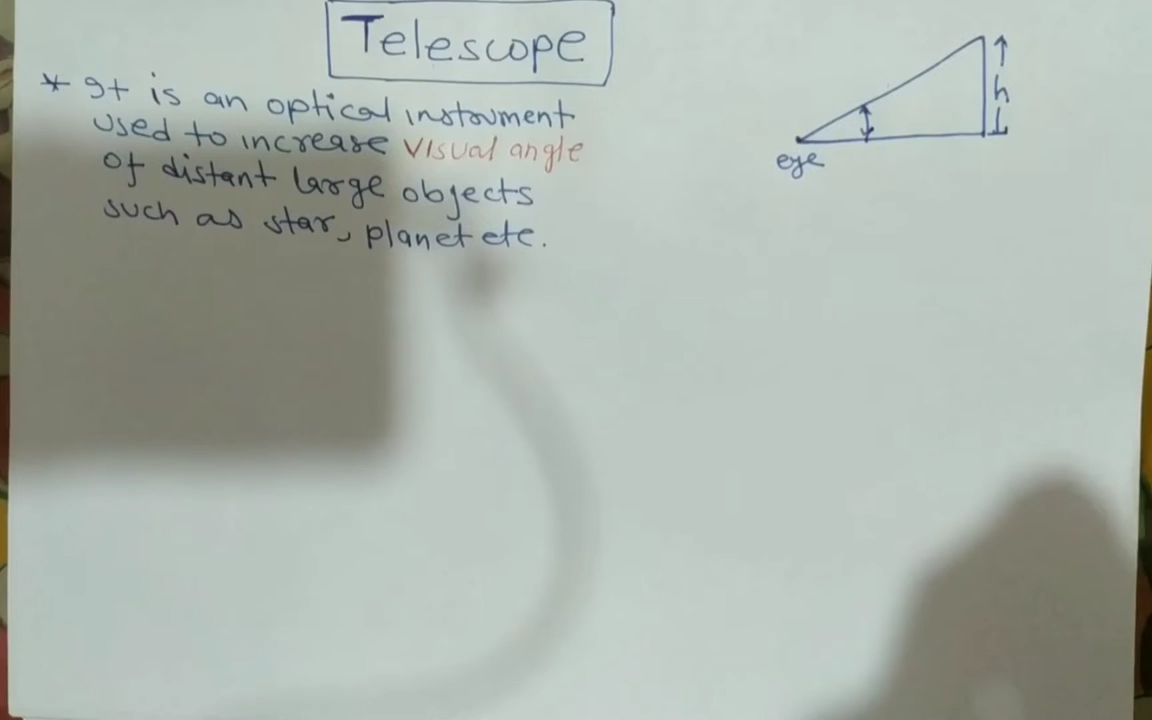 Telescope
* It is an optical instrument
used to increase visual angle
of distant large objects
such as star, planet etc.
h
eye